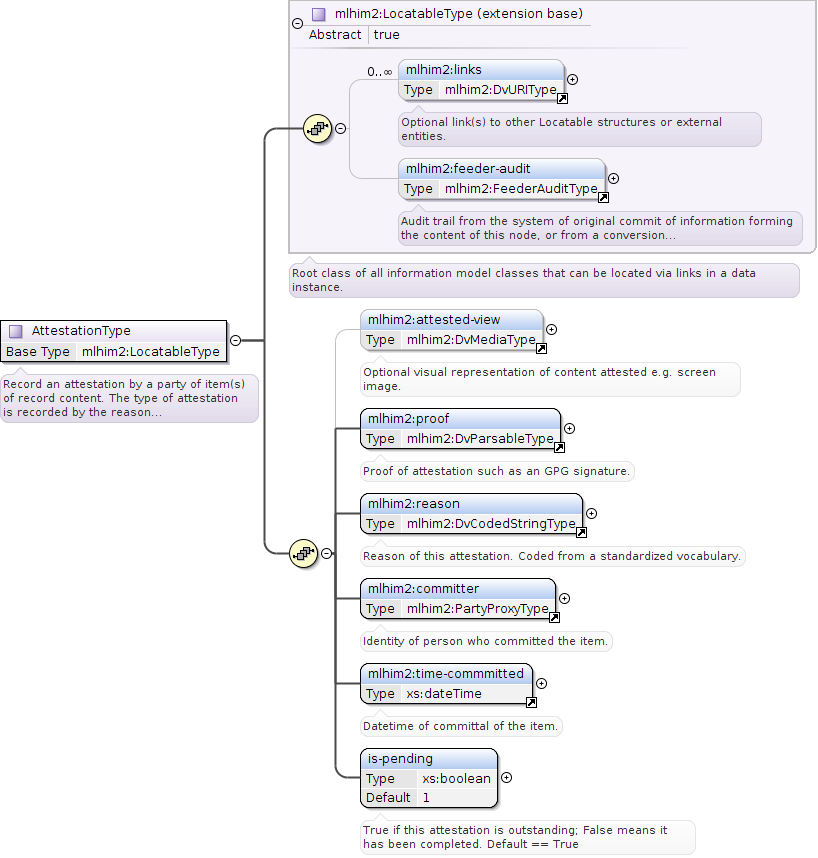 mlhim2:LocatableType (extension base)
Abstract true
0..∞
mlhim2:links
Type mlhim2:DvURIType
Optional link(s) to other Locatable structures or external
entities.
mlhim2:feeder-audit
Type mlhim2:FeederAuditType
Audit trail from the system of original commit of information forming
the content of this node, or from a conversion...
Root class of all information model classes that can be located via links in a data
instance.
AttestationType
Base Type mlhim2:LocatableType
Record an attestation by a party of item(s)
of record content. The type of attestation
is recorded by the reason...
mlhim2:attested-view
Type mlhim2:DvMediaType
Optional visual representation of content attested e.g. screen
image.
mlhim2:proof
Type mlhim2:DvParsableType
Proof of attestation such as an GPG signature.
mlhim2:reason
Type mlhim2:DvCodedStringType
Reason of this attestation. Coded from a standardized vocabulary.
mlhim2:committer
Type mlhim2:PartyProxyType
Identity of person who committed the item.
mlhim2:time-commmitted
Type xs:dateTime
Datetime of committal of the item.
is-pending
Type xs:boolean
Default 1
True if this attestation is outstanding; False means it
has been completed. Default == True